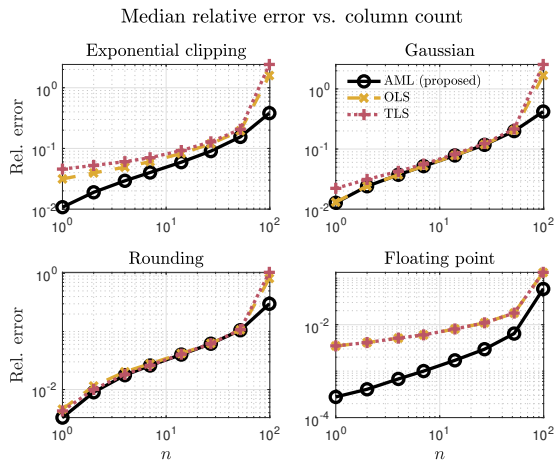 Median relative error vs. column count
Exponential clipping
Gaussian
Rel. error
10^0
10^-1
10^-2
10^0
10^1
10^2
10^0
10^-1
10^-2
10^0
10^1
10^2
AML (proposed)
OLS
TLS
Rounding
Floating point
Rel. error
10^0
10^-2
10^0
10^1
10^2
n
10^-2
10^-4
10^0
10^1
10^2
n